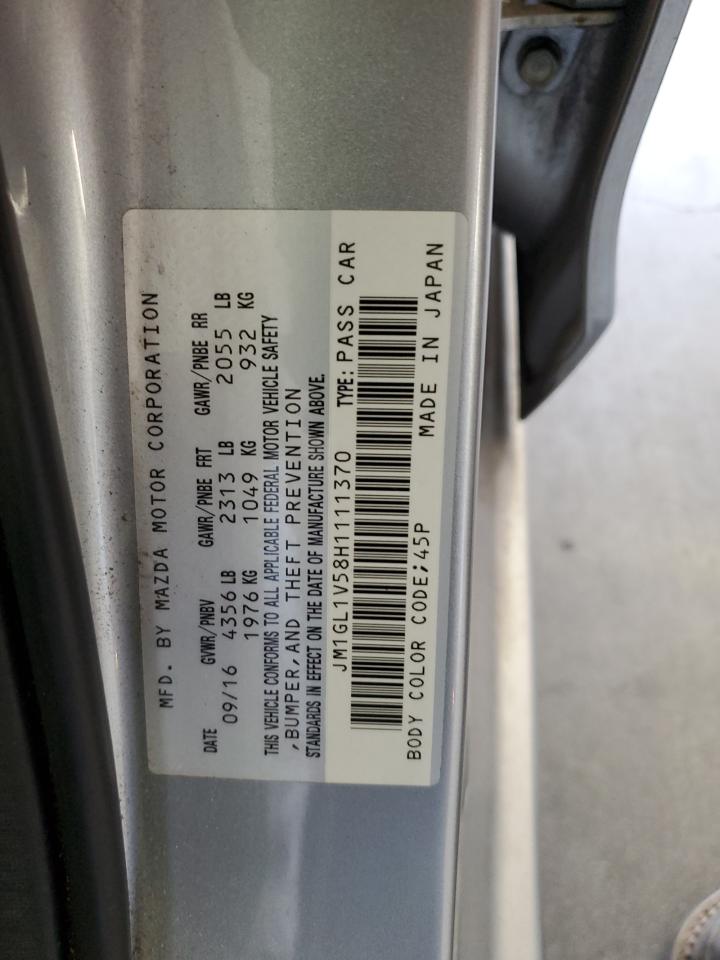 MFD. BY MAZDA MOTOR CORPORATION
DATE GVWR/PNBV GAWR/PNBE FRT GAWR/PNBE RR
09/16 4356 LB 2313 LB 2055 LB
1976 KG 1049 KG 932 KG
THIS VEHICLE CONFORMS TO ALL APPLICABLE FEDERAL MOTOR VEHICLE SAFETY
,BUMPER,AND THEFT PREVENTION
STANDARDS IN EFFECT ON THE DATE OF MANUFACTURE SHOWN ABOVE.
JM1GL1V58H1111370 TYPE: PASS CAR
BODY COLOR CODE;45P MADE IN JAPAN